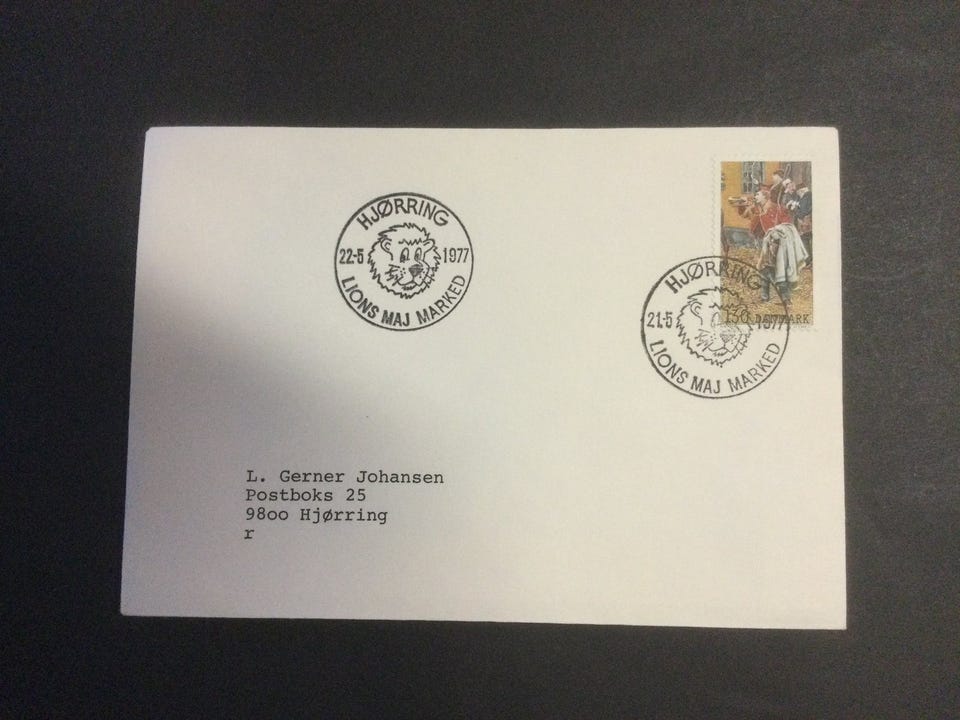 HJØRRING
22-5 1977
LIONS MAJ MARKED
HJØRRING
21.5 1977
LIONS MAJ MARKED
130 DANMARK
L. Gerner Johansen
Postboks 25
98oo Hjørring
r